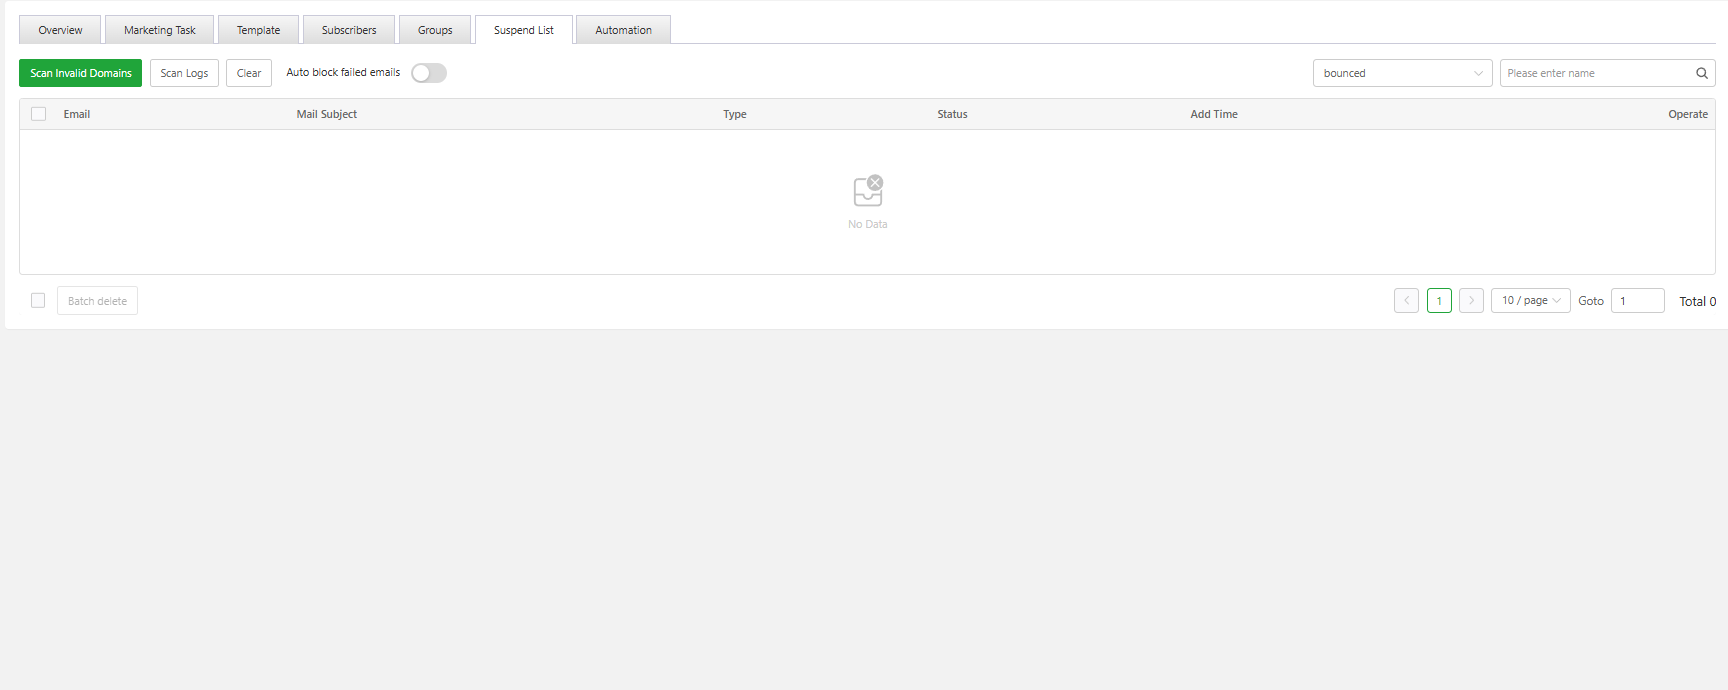 Overview Marketing Task Template Subscribers Groups Suspend List Automation
Scan Invalid Domains Scan Logs Clear Auto block failed emails bounced Please enter name
Email Mail Subject Type Status Add Time Operate
No Data
Batch delete 1 10 / page Goto 1 Total 0